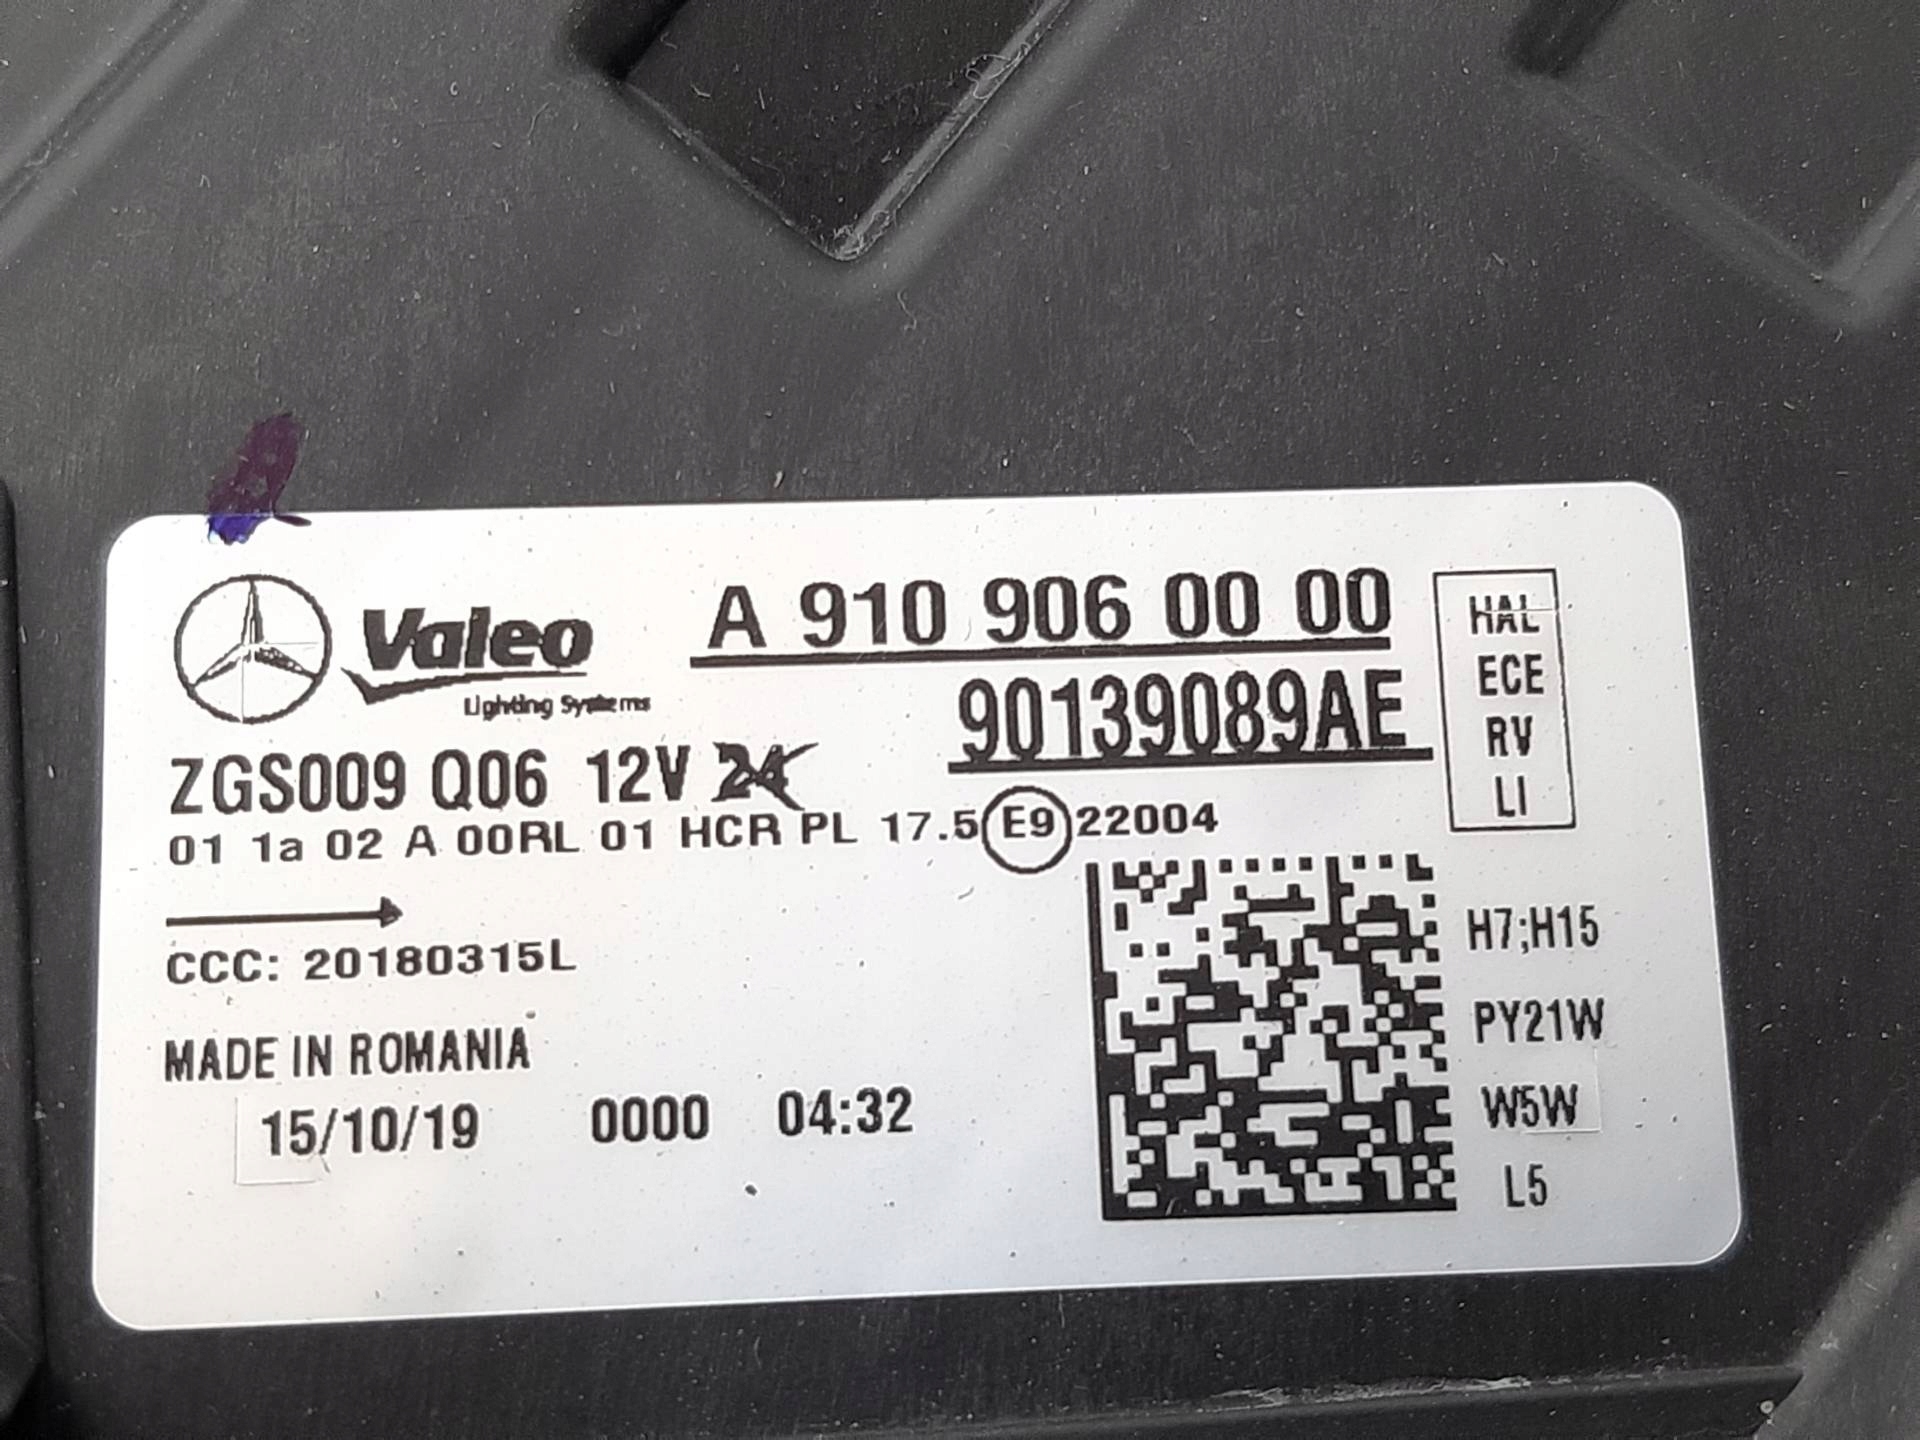 Valeo
Lighting Systems
A 910 906 00 00
90139089AE
HAL
ECE
RV
LI
ZGS009 Q06 12V 24
01 1a 02 A 00RL 01 HCR PL 17.5 E9 22004
CCC: 20180315L
MADE IN ROMANIA
15/10/19 0000 04:32
H7;H15
PY21W
W5W
L5